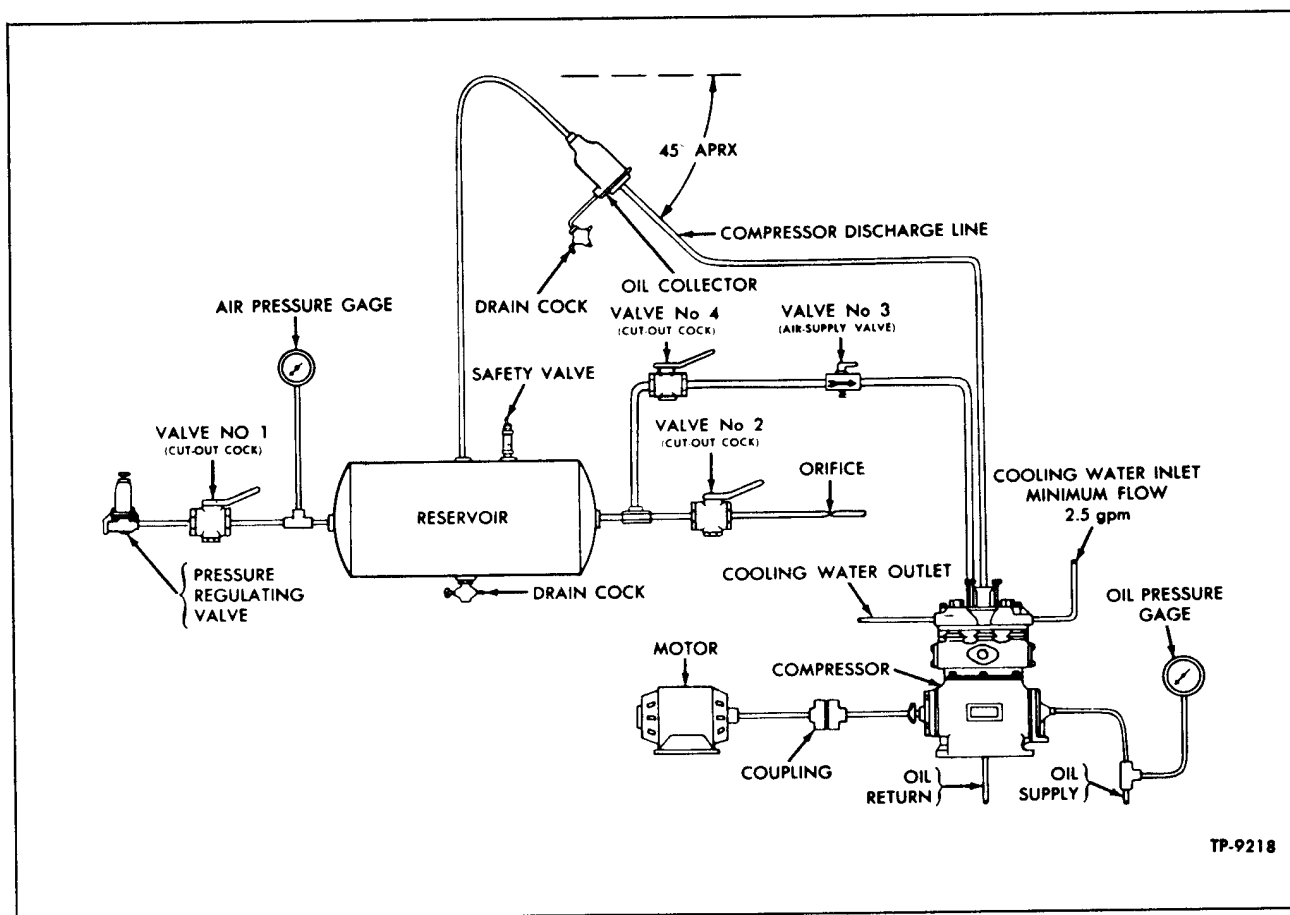 45° APRX
COMPRESSOR DISCHARGE LINE
OIL COLLECTOR
DRAIN COCK
AIR PRESSURE GAGE
VALVE No 4
(CUT-OUT COCK)
VALVE No 3
(AIR-SUPPLY VALVE)
SAFETY VALVE
VALVE NO 1
(CUT-OUT COCK)
VALVE No 2
(CUT-OUT COCK)
ORIFICE
COOLING WATER INLET
MINIMUM FLOW
2.5 gpm
RESERVOIR
PRESSURE
REGULATING
VALVE
DRAIN COCK
COOLING WATER OUTLET
OIL PRESSURE
GAGE
MOTOR
COMPRESSOR
COUPLING
OIL
RETURN
OIL
SUPPLY
TP-9218